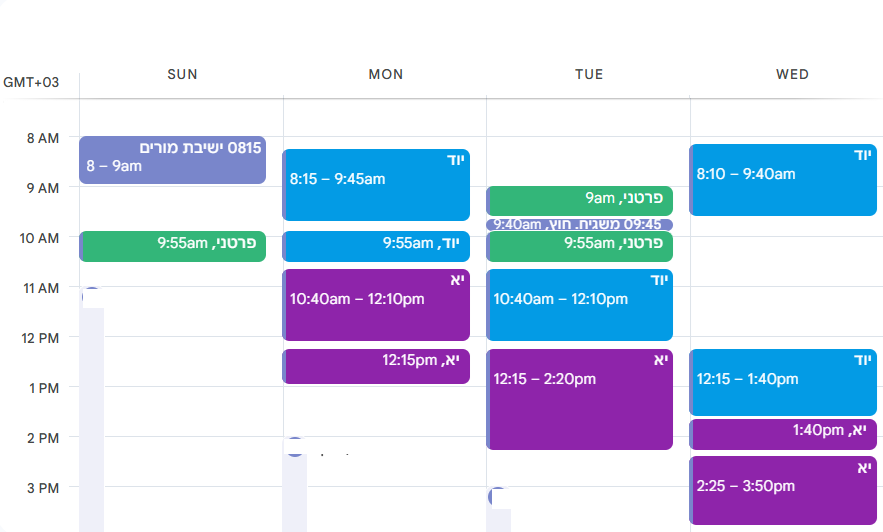 SUN
MON
TUE
WED
GMT+03
8 AM
9 AM
10 AM
11 AM
12 PM
1 PM
2 PM
3 PM
0815 ישיבת מורים
8 – 9am
פרטני, 9:55am
יוד
8:15 – 9:45am
יוד, 9:55am
יא
10:40am – 12:10pm
יא, 12:15pm
פרטני, 9am
09:45 משגיח. חוץ, 9:40am
פרטני, 9:55am
יוד
10:40am – 12:10pm
יא
12:15 – 2:20pm
יוד
8:10 – 9:40am
יוד
12:15 – 1:40pm
יא, 1:40pm
יא
2:25 – 3:50pm